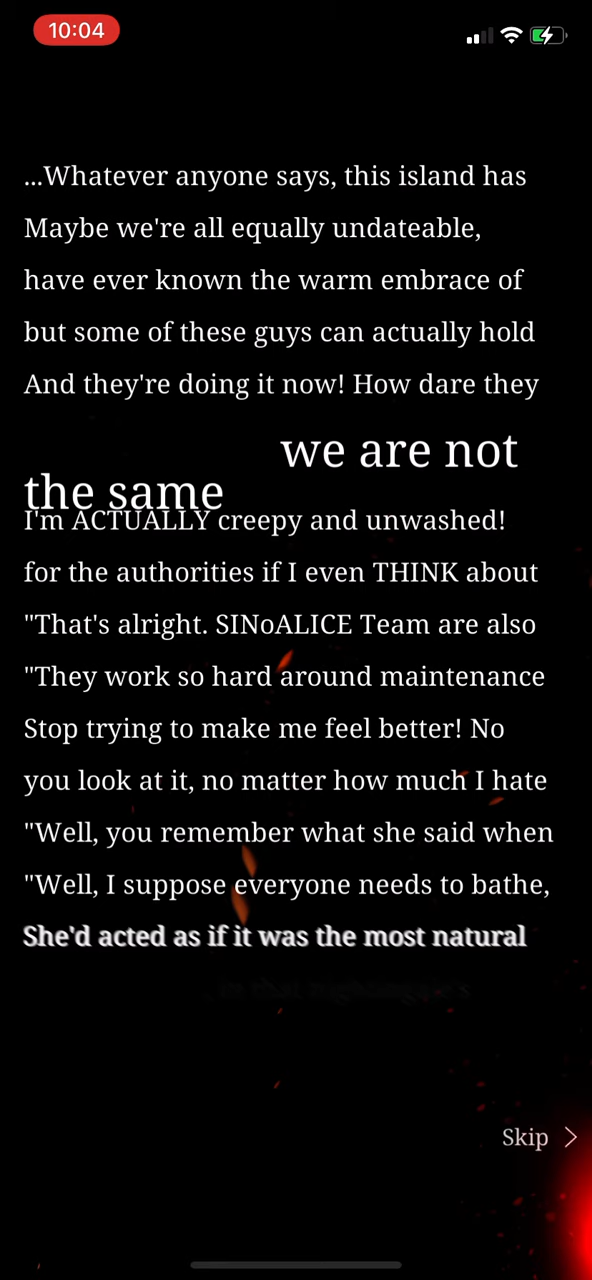 10:04
...Whatever anyone says, this island has
Maybe we're all equally undateable,
have ever known the warm embrace of
but some of these guys can actually hold
And they're doing it now! How dare they
we are not
the same
I'm ACTUALLY creepy and unwashed!
for the authorities if I even THINK about
"That's alright. SINoALICE Team are also
"They work so hard around maintenance
Stop trying to make me feel better! No
you look at it, no matter how much I hate
"Well, you remember what she said when
"Well, I suppose everyone needs to bathe,
She'd acted as if it was the most natural
Skip